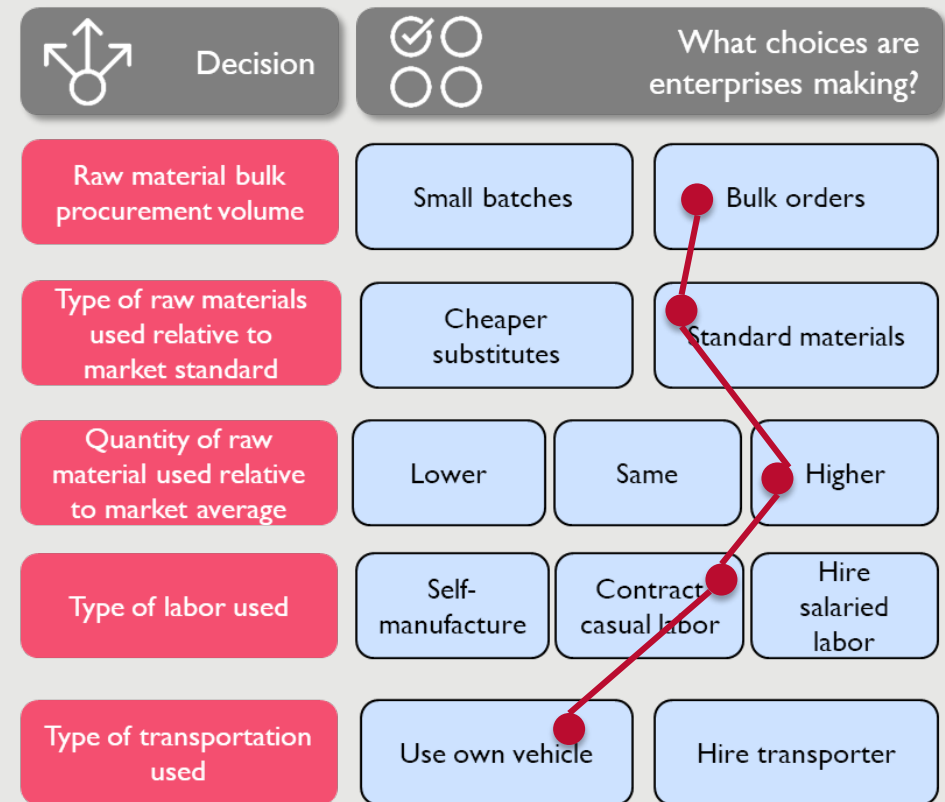 Decision
What choices are
enterprises making?
Raw material bulk
procurement volume
Small batches
Bulk orders
Type of raw materials
used relative to
market standard
Cheaper
substitutes
Standard materials
Quantity of raw
material used relative
to market average
Lower
Same
Higher
Type of labor used
Self-
manufacture
Contract
casual labor
Hire
salaried
labor
Type of transportation
used
Use own vehicle
Hire transporter